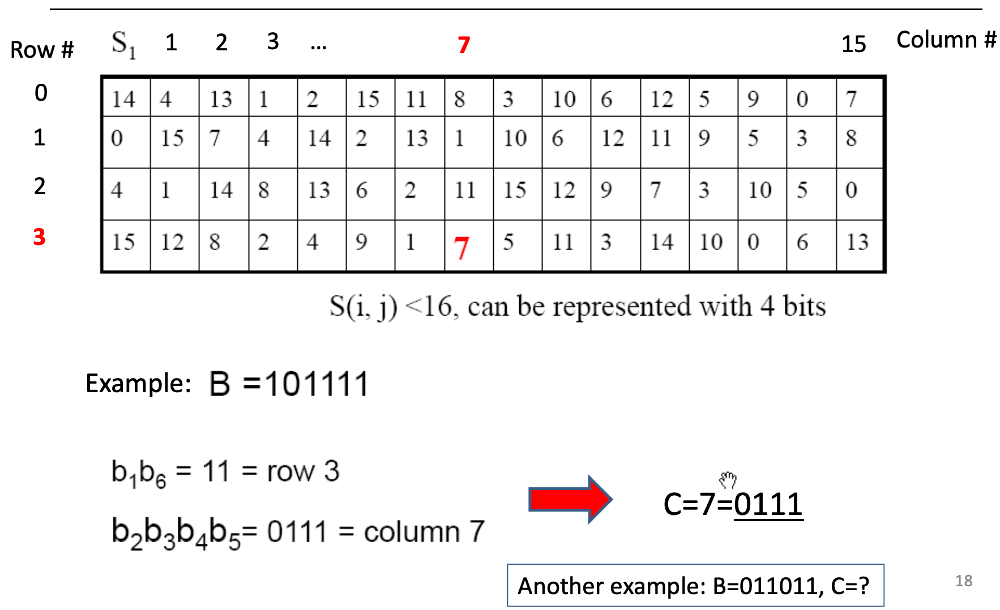 Row # S₁ 1 2 3 ... 7 15 Column #
0 14 4 13 1 2 15 11 8 3 10 6 12 5 9 0 7
1 0 15 7 4 14 2 13 1 10 6 12 11 9 5 3 8
2 4 1 14 8 13 6 2 11 15 12 9 7 3 10 5 0
3 15 12 8 2 4 9 1 7 5 11 3 14 10 0 6 13
S(i, j) <16, can be represented with 4 bits
Example: B =101111
b₁b₆ = 11 = row 3
b₂b₃b₄b₅= 0111 = column 7
C=7=0111
Another example: B=011011, C=?
18